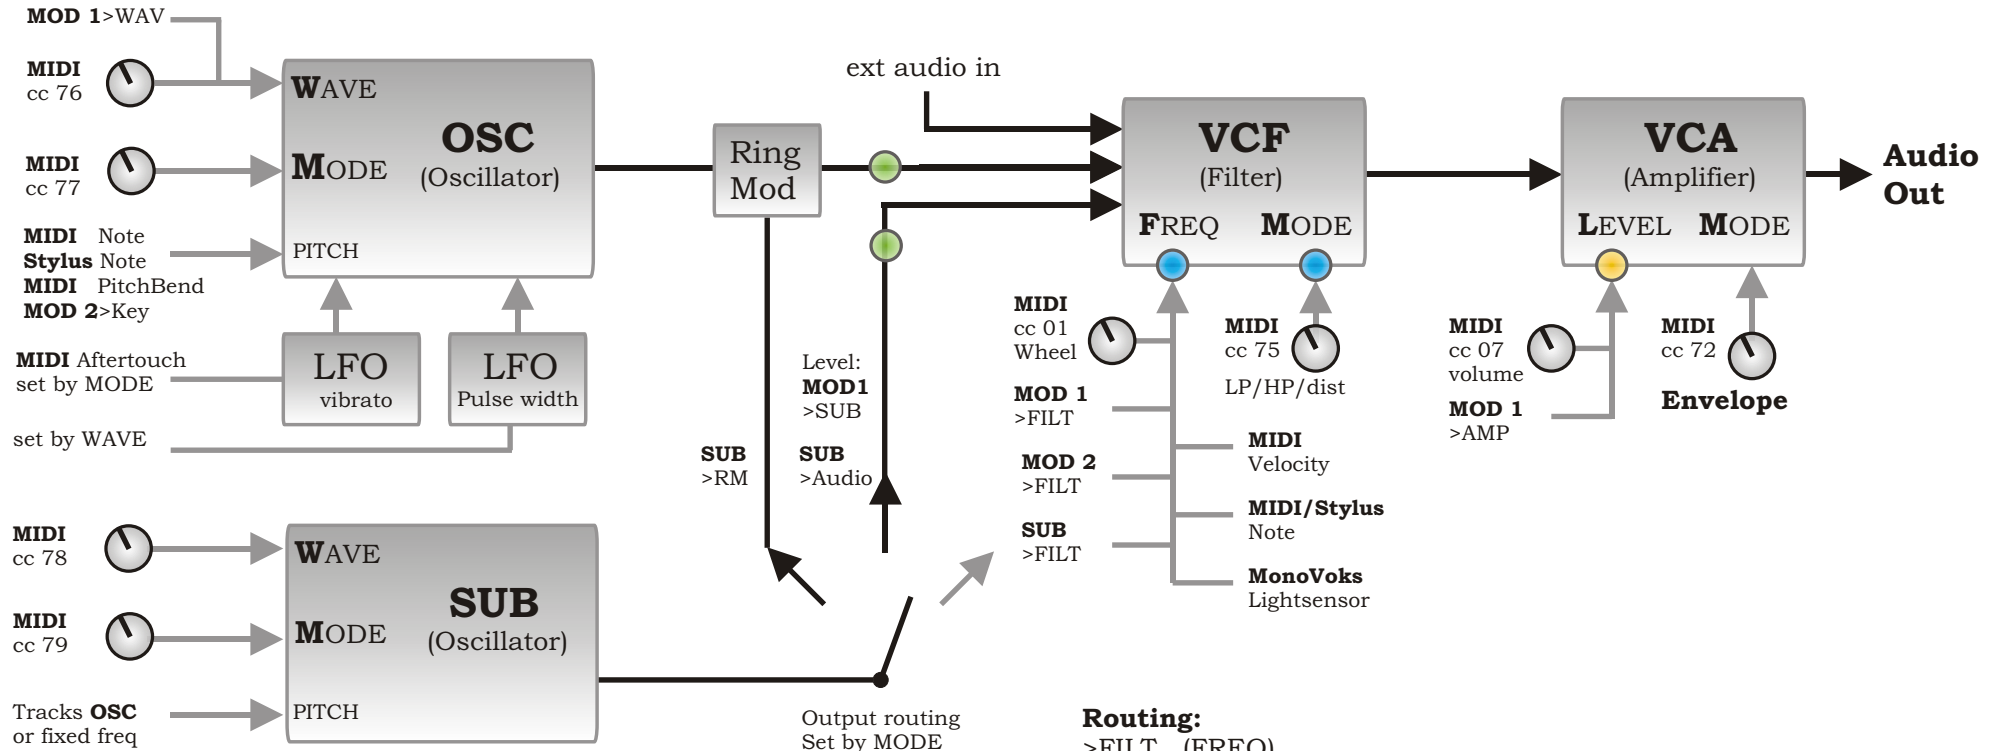 MOD 1>WAV
MIDI
cc 76
MIDI
cc 77
MIDI Note
Stylus Note
MIDI PitchBend
MOD 2>Key
MIDI Aftertouch
set by MODE
set by WAVE
WAVE
MODE
PITCH
OSC
(Oscillator)
LFO
vibrato
LFO
Pulse width
Ring
Mod
ext audio in
VCF
(Filter)
FREQ MODE
VCA
(Amplifier)
LEVEL MODE
Audio
Out
MIDI
cc 01
Wheel
MIDI
cc 75
LP/HP/dist
MIDI
cc 07
volume
MIDI
cc 72
Envelope
MOD 1
>AMP
Level:
MOD1
>SUB
SUB
>RM
SUB
>Audio
MOD 1
>FILT
MOD 2
>FILT
SUB
>FILT
MIDI
Velocity
MIDI/Stylus
Note
MonoVoks
Lightsensor
MIDI
cc 78
MIDI
cc 79
Tracks OSC
or fixed freq
WAVE
MODE
PITCH
SUB
(Oscillator)
Output routing
Set by MODE
Routing:
>FILT (FREQ)